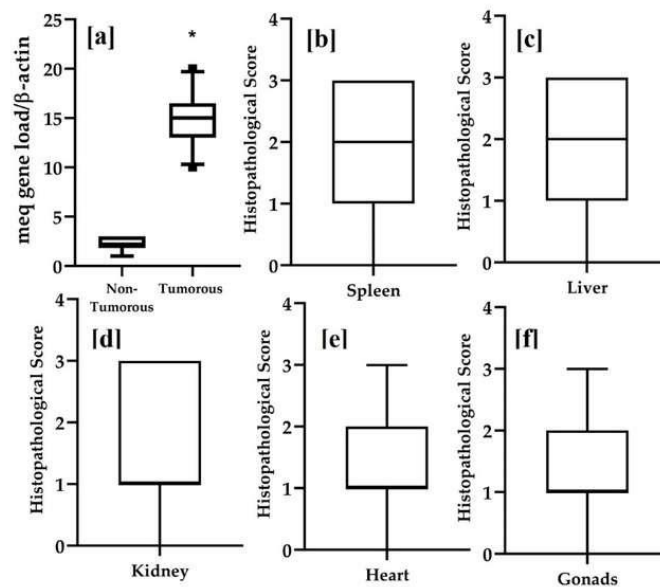 [a]
meq gene load/β-actin
25
20
15
10
5
0
*
Non-
Tumorous
Tumorous
[b]
Histopathological Score
4
3
2
1
0
Spleen
[c]
Histopathological Score
4
3
2
1
0
Liver
[d]
Histopathological Score
4
3
2
1
0
Kidney
[e]
Histopathological Score
4
3
2
1
0
Heart
[f]
Histopathological Score
4
3
2
1
0
Gonads